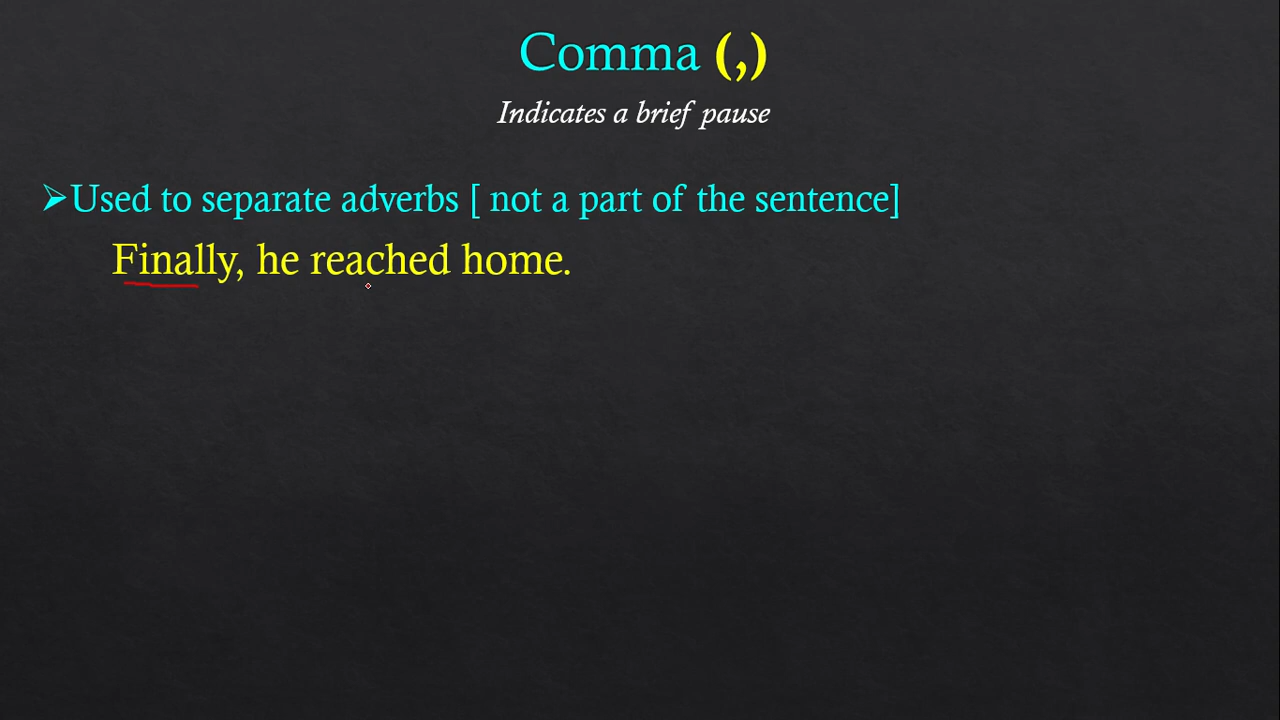 Comma (,)
Indicates a brief pause
➢Used to separate adverbs [ not a part of the sentence]
Finally, he reached home.